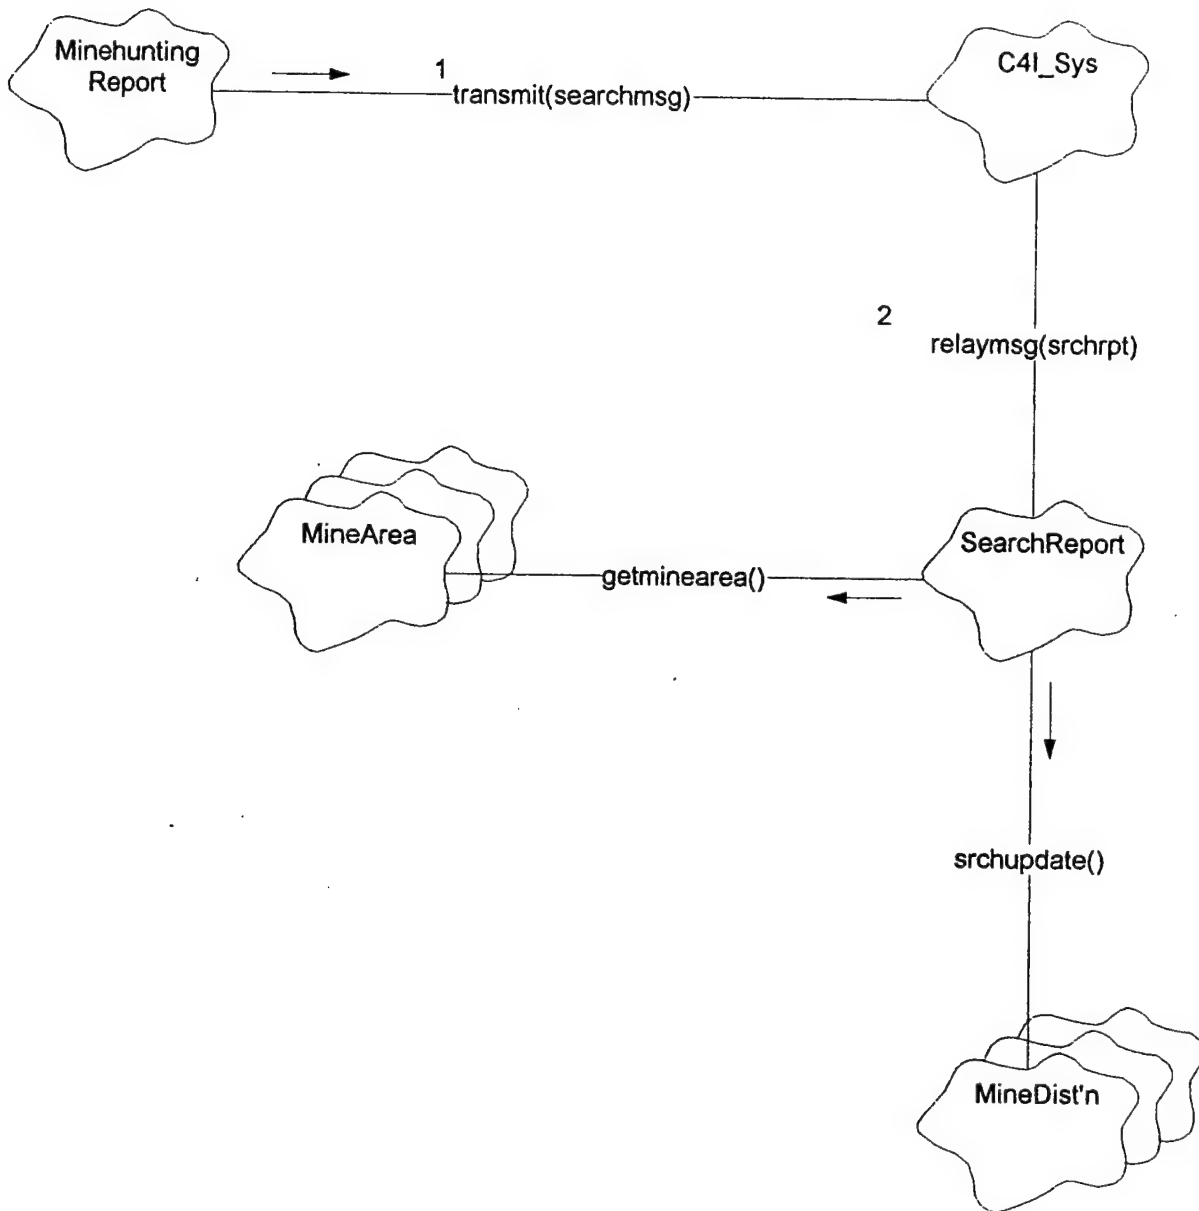 Minehunting
Report
1
transmit(searchmsg)
C4I_Sys
2
relaymsg(srchrpt)
MineArea
getminearea()
SearchReport
srchupdate()
MineDist'n